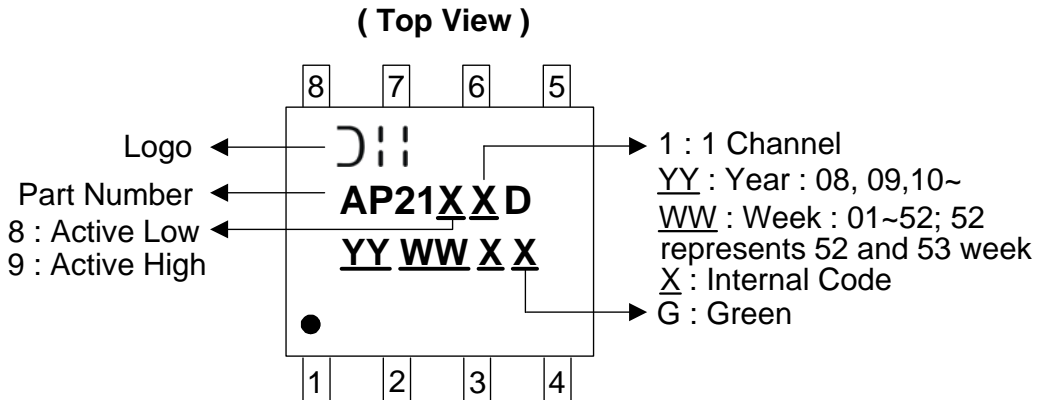 ( Top View )
8 7 6 5
Logo
Part Number
8 : Active Low
9 : Active High
AP21X X D
YY WW X X
1 : 1 Channel
YY : Year : 08, 09,10~
WW : Week : 01~52; 52
represents 52 and 53 week
X : Internal Code
G : Green
1 2 3 4